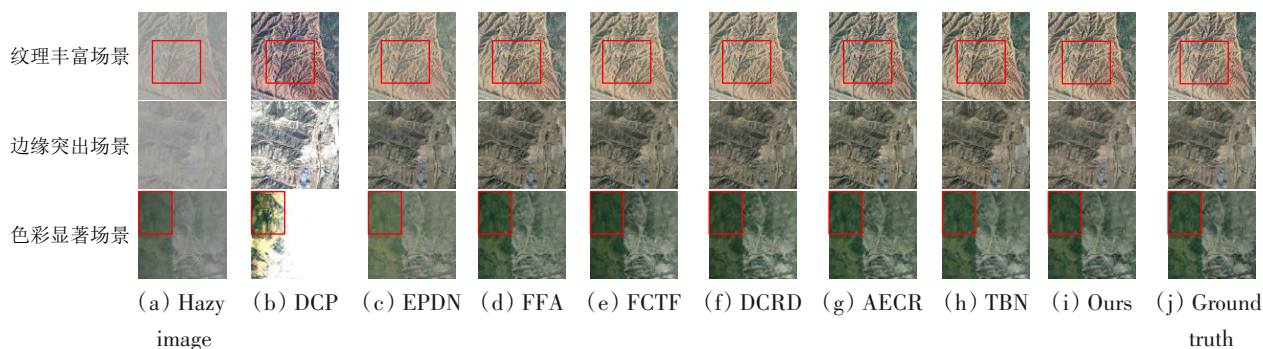 纹理丰富场景
边缘突出场景
色彩显著场景
(a) Hazy image
(b) DCP
(c) EPDN
(d) FFA
(e) FCTF
(f) DCRD
(g) AECR
(h) TBN
(i) Ours
(j) Ground truth